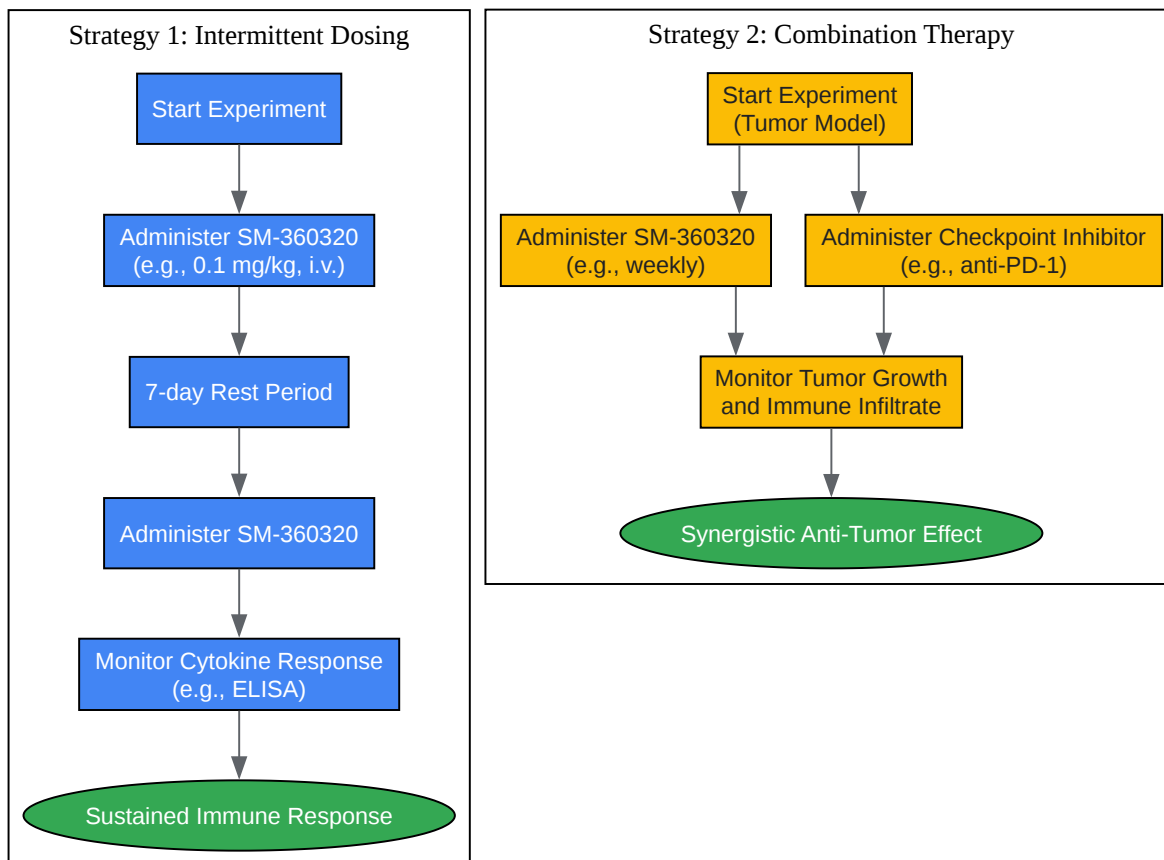 Strategy 1: Intermittent Dosing
Start Experiment
Administer SM-360320
(e.g., 0.1 mg/kg, i.v.)
7-day Rest Period
Administer SM-360320
Monitor Cytokine Response
(e.g., ELISA)
Sustained Immune Response
Strategy 2: Combination Therapy
Start Experiment
(Tumor Model)
Administer SM-360320
(e.g., weekly)
Administer Checkpoint Inhibitor
(e.g., anti-PD-1)
Monitor Tumor Growth
and Immune Infiltrate
Synergistic Anti-Tumor Effect